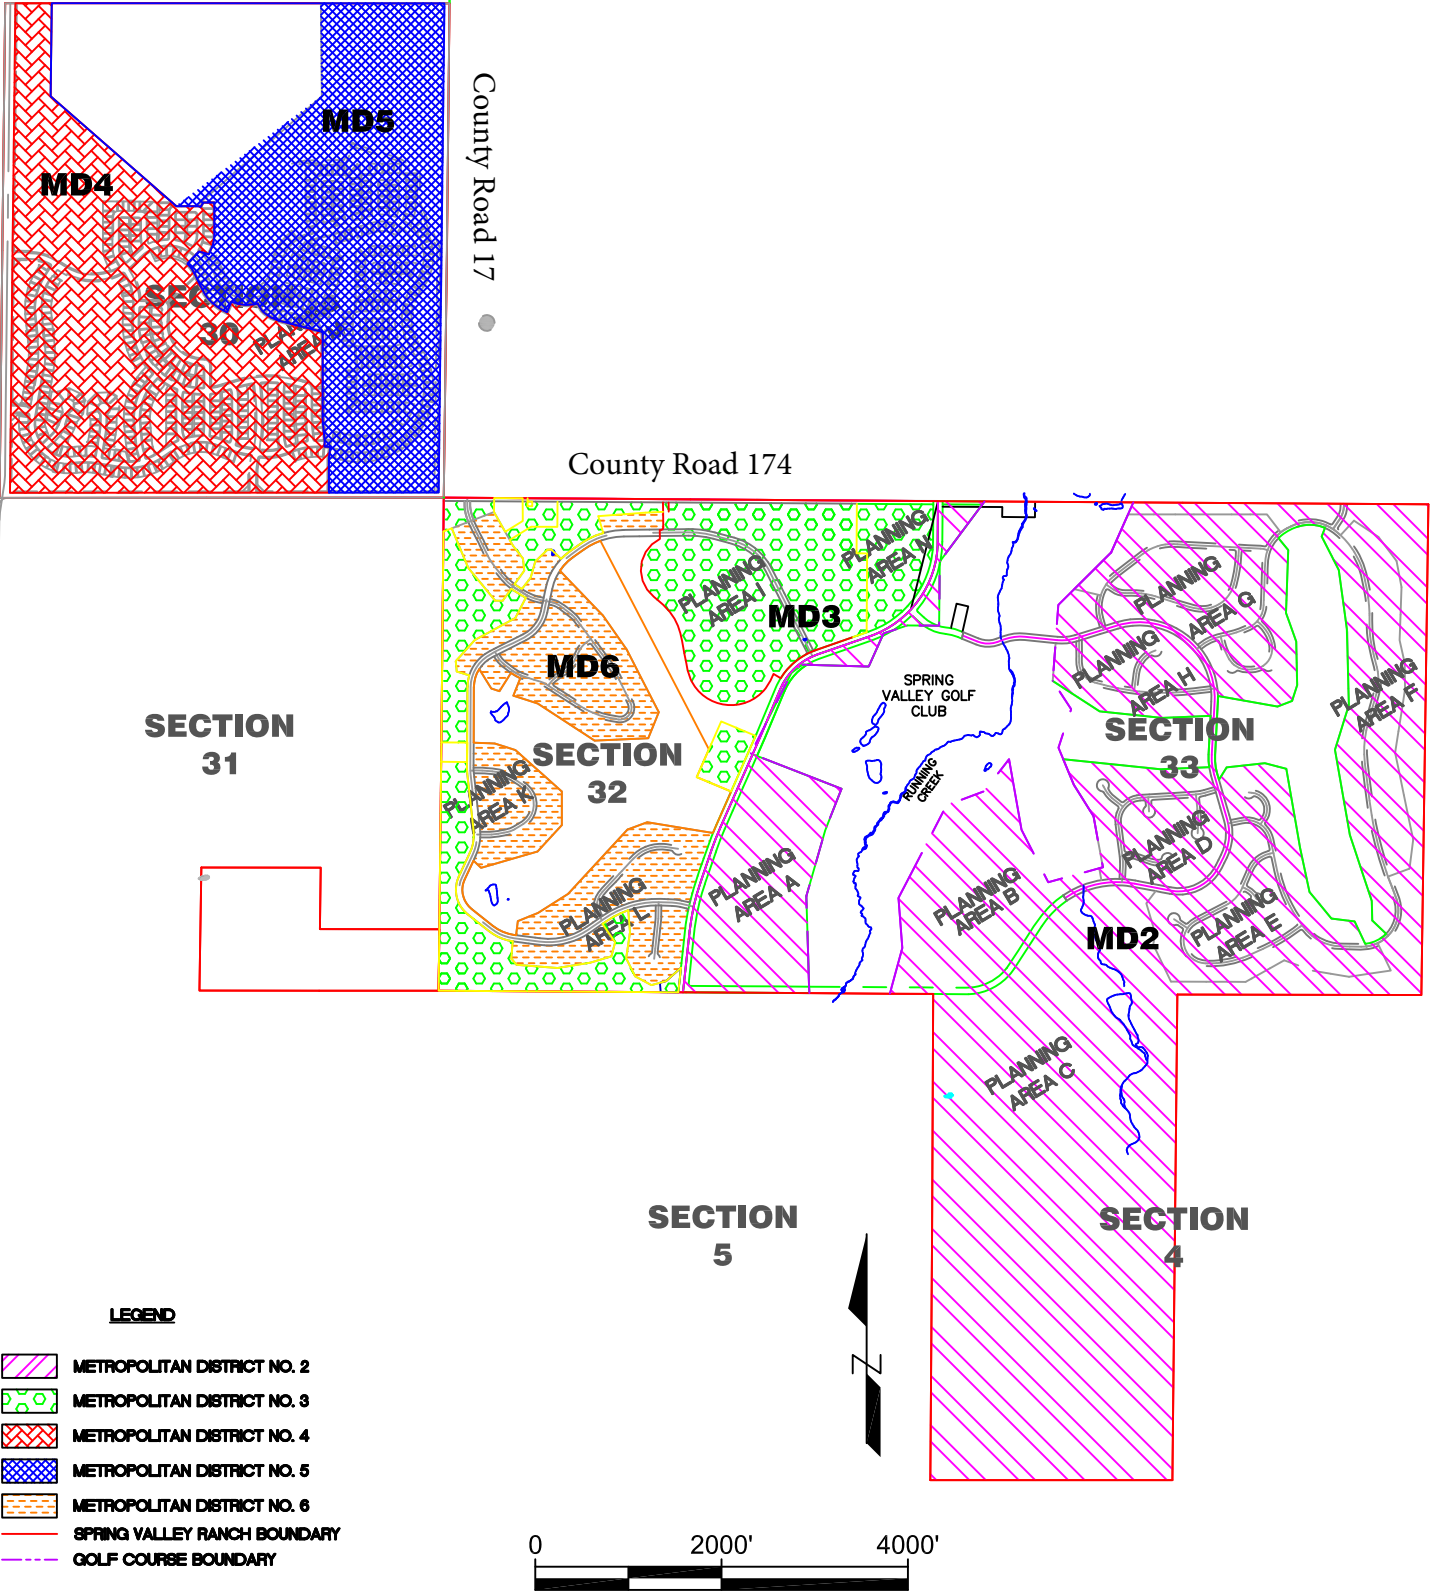 County Road 17
MD5
MD4
SECTION
30
PLANNING
AREA
County Road 174
PLANNING
AREA N
PLANNING
AREA I
MD3
PLANNING
AREA G
PLANNING
AREA H
PLANNING
AREA F
MD6
SPRING
VALLEY GOLF
CLUB
SECTION
31
SECTION
32
SECTION
33
RUNNING
CREEK
PLANNING
AREA K
PLANNING
AREA D
PLANNING
AREA A
PLANNING
AREA B
PLANNING
AREA L
PLANNING
AREA E
MD2
PLANNING
AREA C
SECTION
5
SECTION
4
N
LEGEND
METROPOLITAN DISTRICT NO. 2
METROPOLITAN DISTRICT NO. 3
METROPOLITAN DISTRICT NO. 4
METROPOLITAN DISTRICT NO. 5
METROPOLITAN DISTRICT NO. 6
SPRING VALLEY RANCH BOUNDARY
GOLF COURSE BOUNDARY
0 2000' 4000'